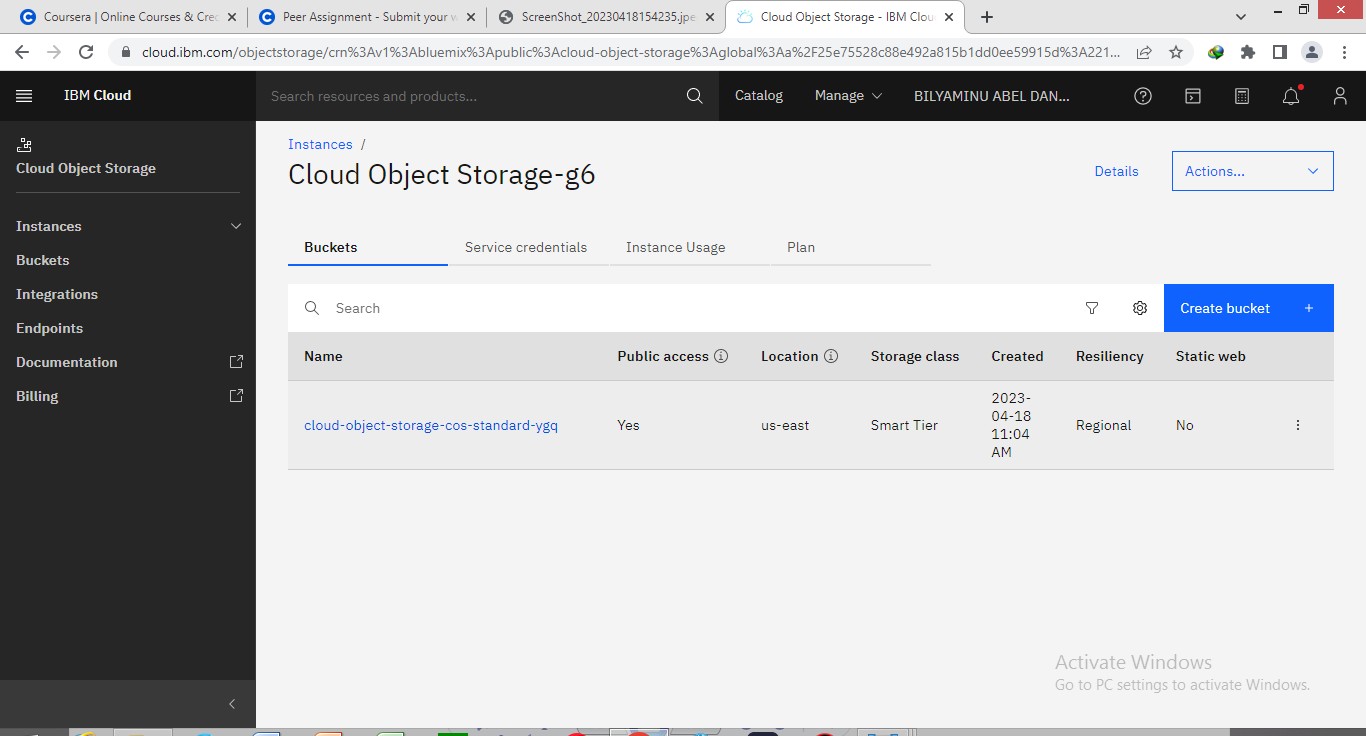 Coursera | Online Courses & Cre
Peer Assignment - Submit your w
ScreenShot_20230418154235.jpe
Cloud Object Storage - IBM Clou
cloud.ibm.com/objectstorage/crn%3Av1%3Abluemix%3Apublic%3Acloud-object-storage%3Aglobal%3Aa%2F25e75528c88e492a815b1dd0ee59915d%3A221...
IBM Cloud
Search resources and products...
Catalog
Manage
BILYAMINU ABEL DAN...
Cloud Object Storage
Instances
Buckets
Integrations
Endpoints
Documentation
Billing
Instances /
Cloud Object Storage-g6
Details
Actions...
Buckets
Service credentials
Instance Usage
Plan
Search
Create bucket +
Name
Public access
Location
Storage class
Created
Resiliency
Static web
cloud-object-storage-cos-standard-ygq
Yes
us-east
Smart Tier
2023-
04-18
11:04
AM
Regional
No
Activate Windows
Go to PC settings to activate Windows.